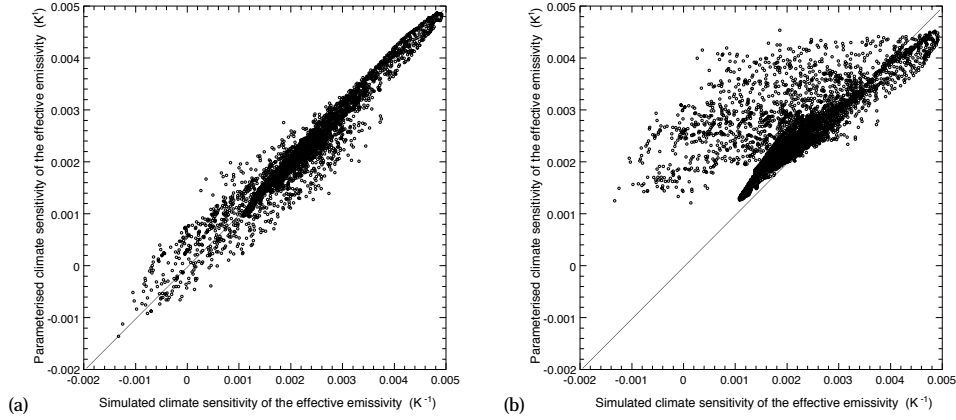 Parameterised climate sensitivity of the effective emissivity (K¹)
0.005
0.004
0.003
0.002
0.001
0
-0.001
-0.002
-0.002 -0.001 0 0.001 0.002 0.003 0.004 0.005
Simulated climate sensitivity of the effective emissivity (K⁻¹)
(a)
Parameterised climate sensitivity of the effective emissivity (K¹)
0.005
0.004
0.003
0.002
0.001
0
-0.001
-0.002
-0.002 -0.001 0 0.001 0.002 0.003 0.004 0.005
Simulated climate sensitivity of the effective emissivity (K⁻¹)
(b)